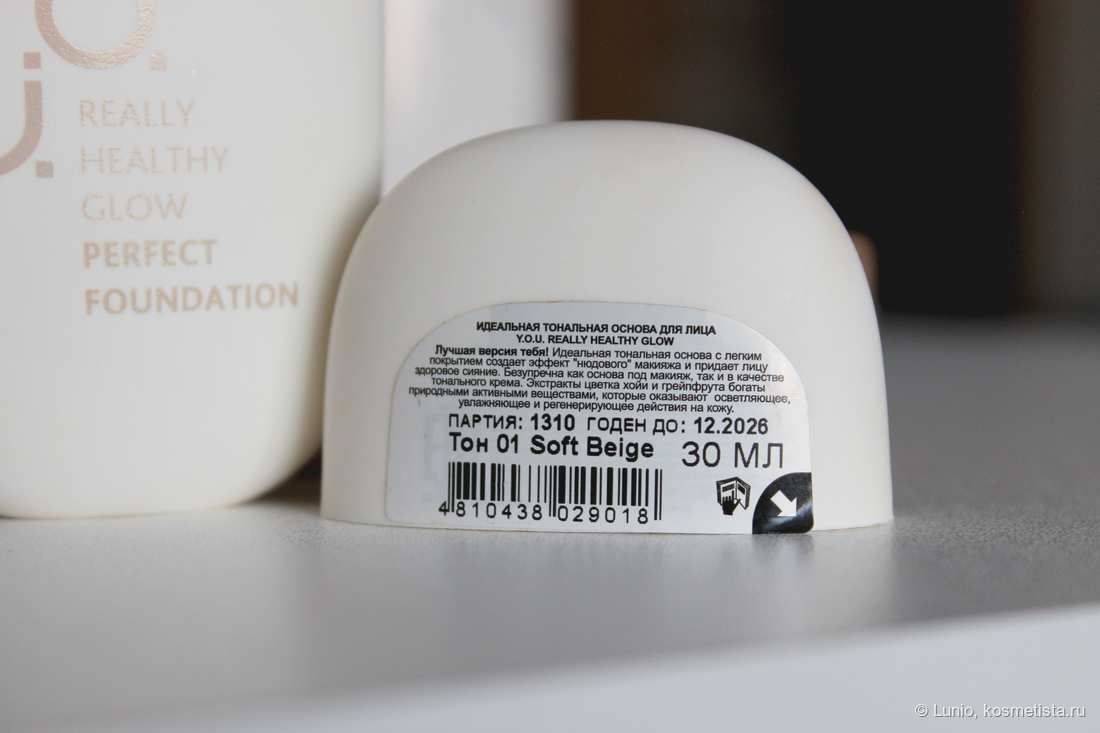 REALLY
HEALTHY
GLOW
PERFECT
FOUNDATION
ИДЕАЛЬНАЯ ТОНАЛЬНАЯ ОСНОВА ДЛЯ ЛИЦА
Y.O.U. REALLY HEALTHY GLOW
Лучшая версия тебя! Идеальная тональная основа с легким
покрытием создает эффект "нюдового" макияжа и придает лицу
здоровое сияние. Безупречна как основа под макияж, так и в качестве
тонального крема. Экстракты цветка хойи и грейпфрута богаты
природными активными веществами, которые оказывают осветляющее,
увлажняющее и регенерирующее действия на кожу.
ПАРТИЯ: 1310 ГОДЕН ДО: 12.2026
Тон 01 Soft Beige 30 МЛ
4 810438 029018
© Lunio, kosmetista.ru